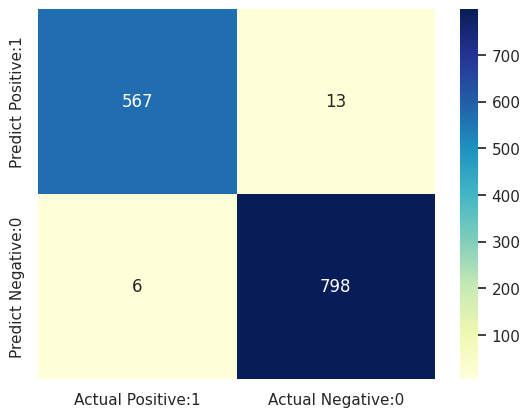 Predict Positive:1
567
13
Predict Negative:0
6
798
Actual Positive:1
Actual Negative:0
700
600
500
400
300
200
100